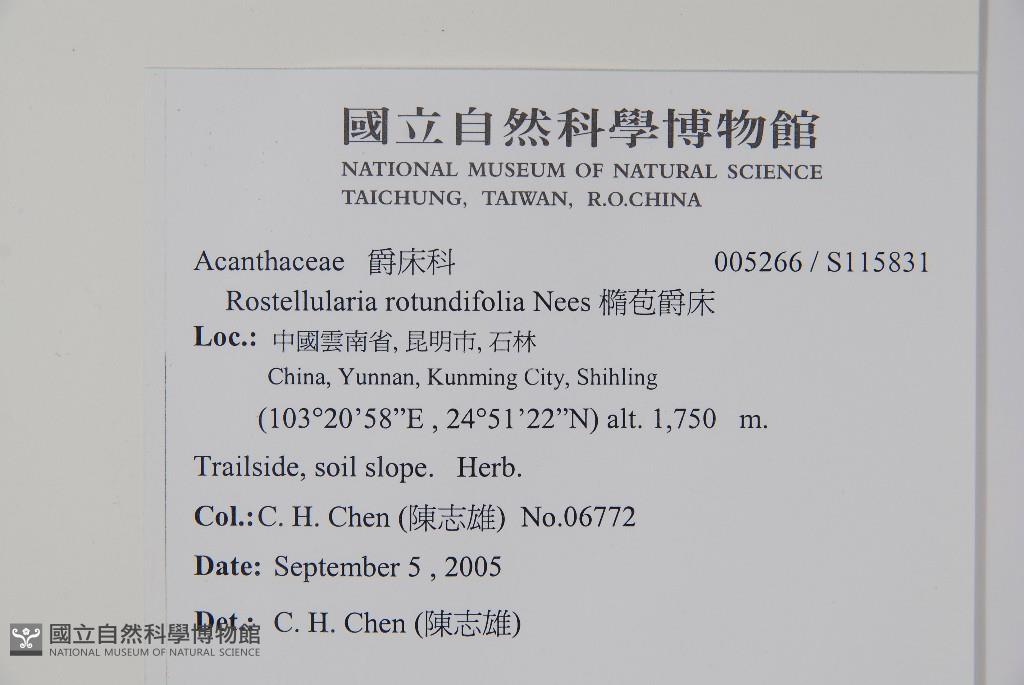 國立自然科學博物館
NATIONAL MUSEUM OF NATURAL SCIENCE
TAICHUNG, TAIWAN, R.O.CHINA
Acanthaceae 爵床科 005266 / S115831
Rostellularia rotundifolia Nees 橢苞爵床
Loc.: 中國雲南省, 昆明市, 石林
China, Yunnan, Kunming City, Shihling
(103°20’58”E , 24°51’22”N) alt. 1,750 m.
Trailside, soil slope. Herb.
Col.: C. H. Chen (陳志雄) No.06772
Date: September 5 , 2005
Det.: C. H. Chen (陳志雄)
國立自然科學博物館
NATIONAL MUSEUM OF NATURAL SCIENCE